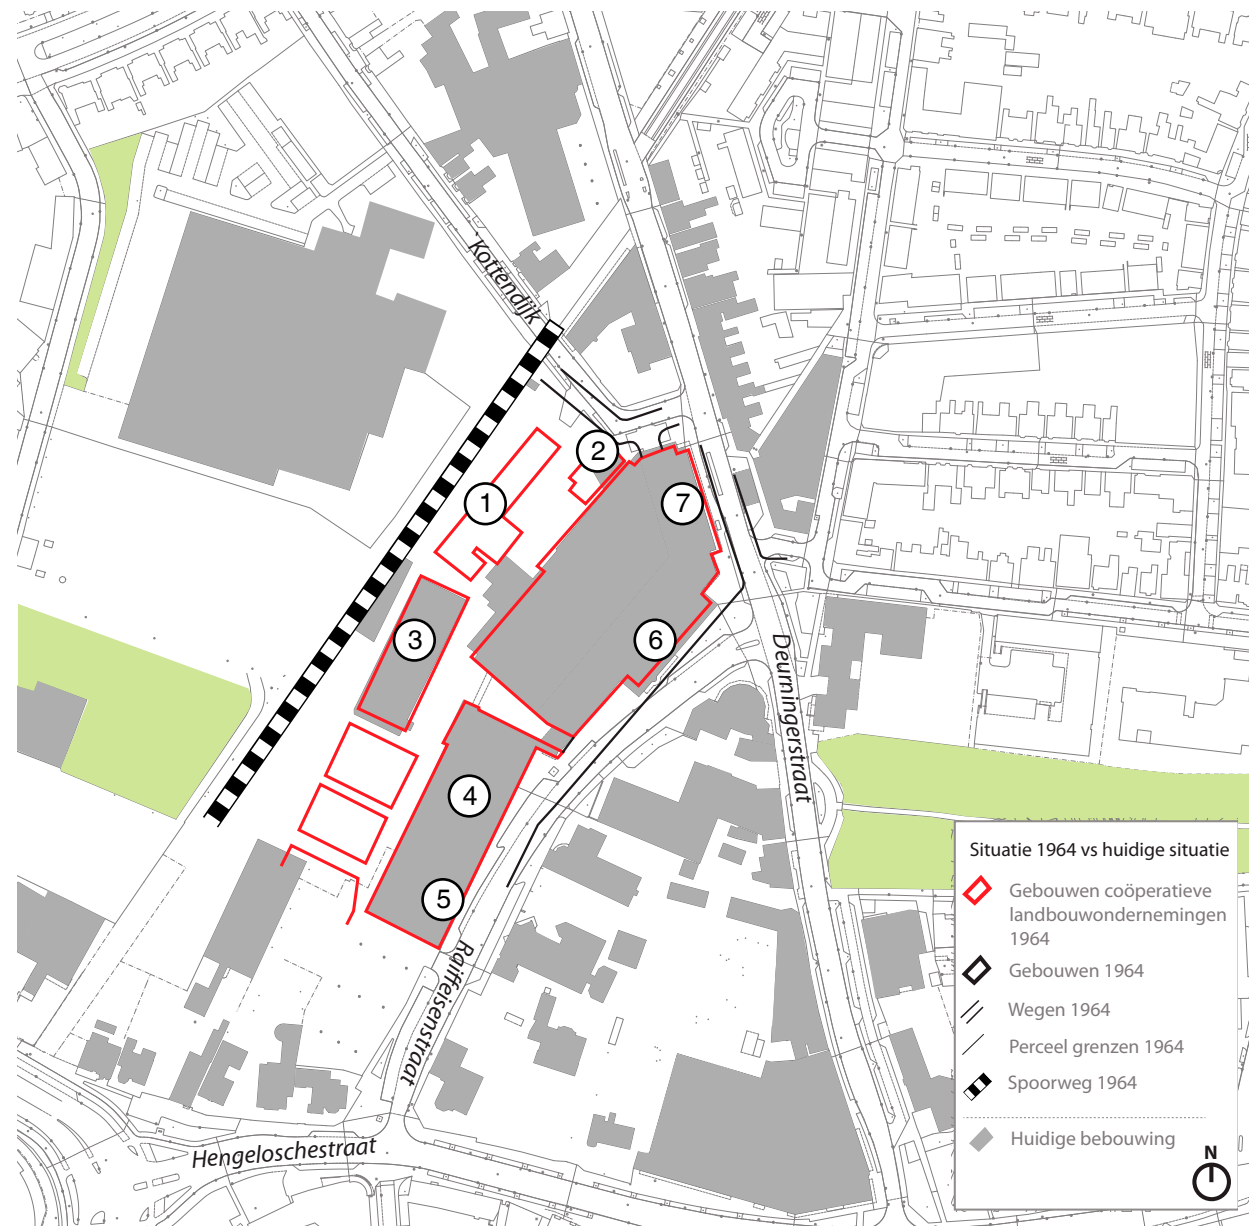 Kottendijk
2
1
7
3
6
Deurningerstraat
4
Situatie 1964 vs huidige situatie
Gebouwen coöperatieve
landbouwondernemingen
1964
5
Gebouwen 1964
Raiffeisenstraat
Wegen 1964
Perceel grenzen 1964
Spoorweg 1964
Huidige bebouwing
Hengeloschestraat
N